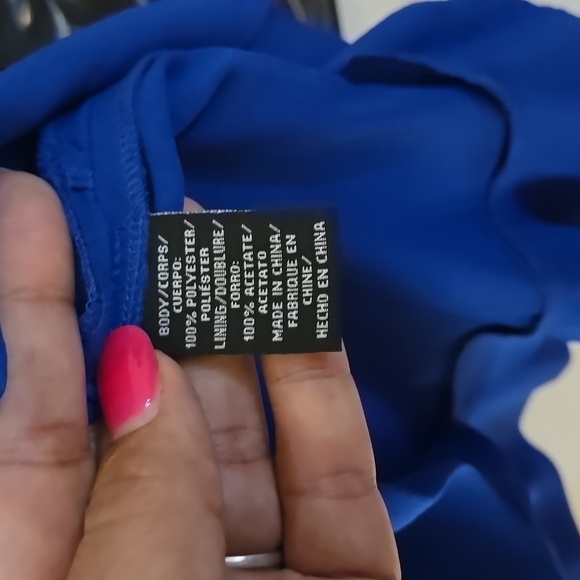 BODY/CORPS/
CUERPO:
100% POLYESTER/
POLIÉSTER
LINING/DOUBLURE/
FORRO:
100% ACETATE/
ACETATO
MADE IN CHINA/
FABRIQUE EN
CHINE/
HECHO EN CHINA